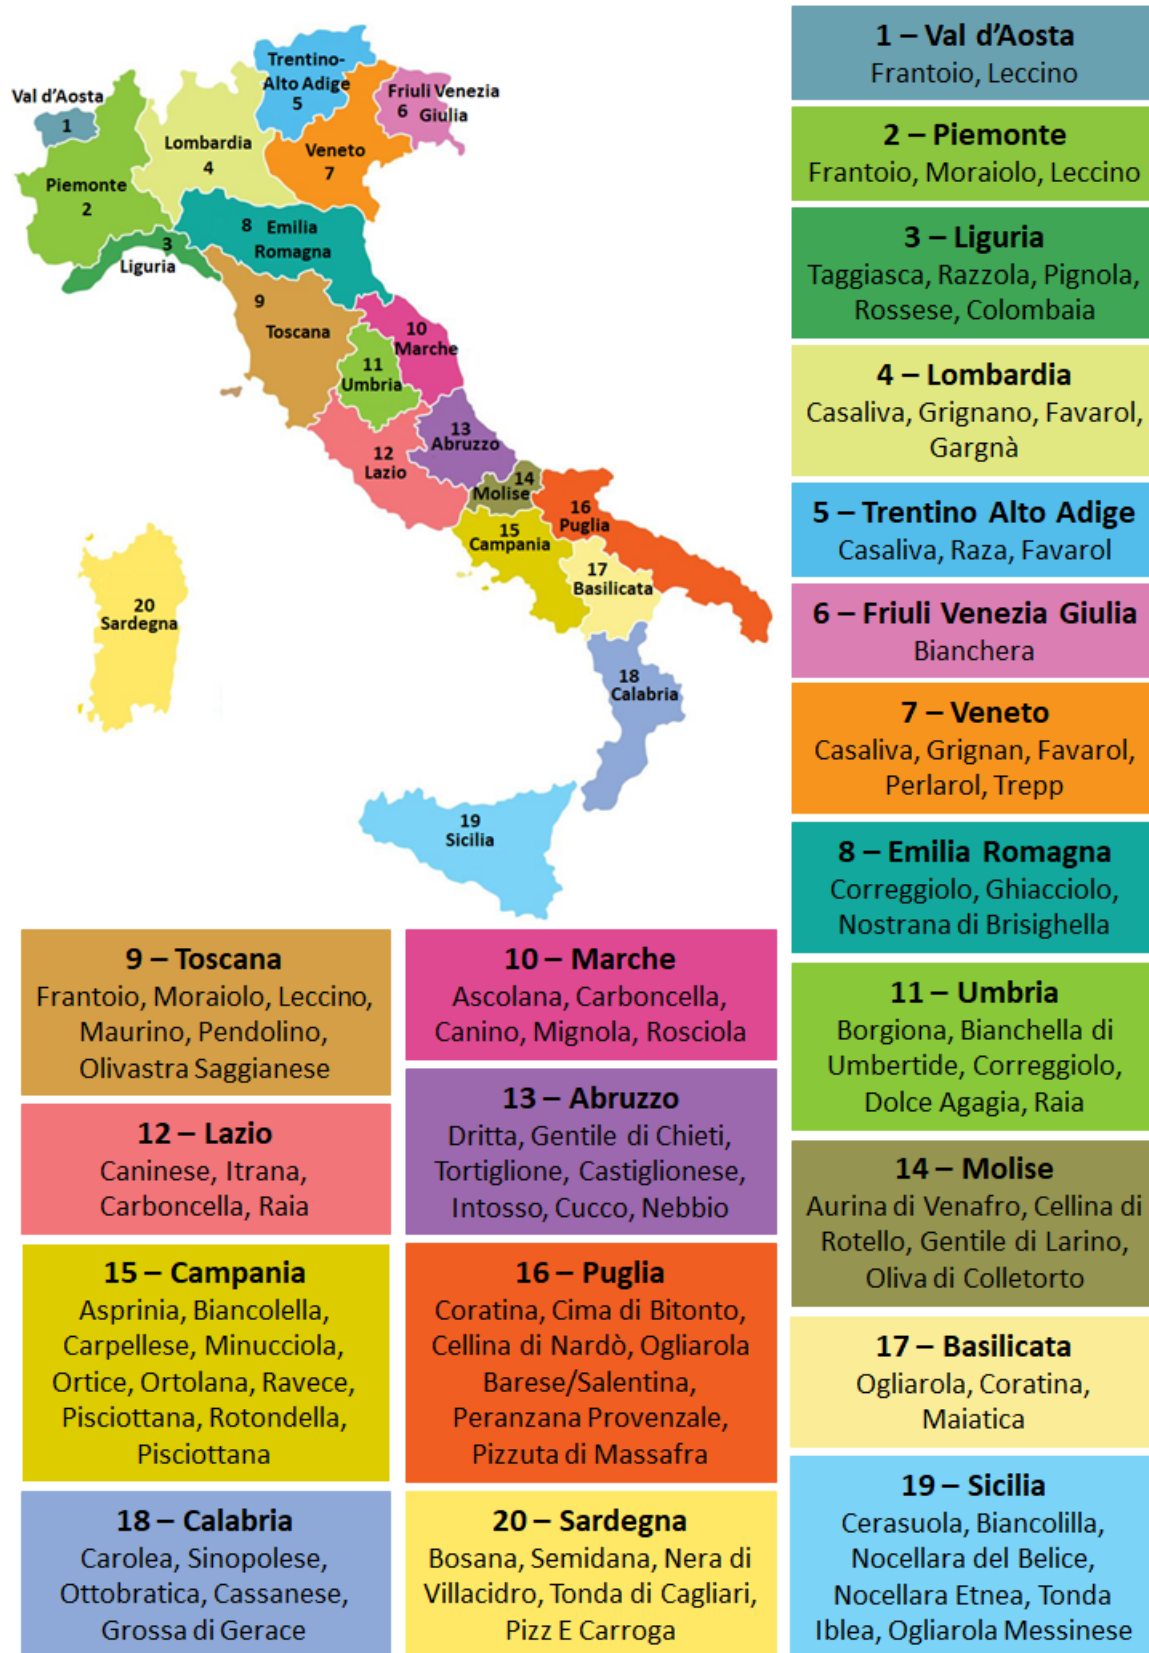 Trentino-
Alto Adige
5
Val d'Aosta
1
Friuli Venezia
6 Giulia
Lombardia
4
Veneto
7
Piemonte
2
8 Emilia
Romagna
3
Liguria
9
Toscana
10
Marche
11
Umbria
13
Abruzzo
12
Lazio
14
Molise
16
Puglia
15
Campania
17
Basilicata
20
Sardegna
18
Calabria
19
Sicilia
1 – Val d'Aosta
Frantoio, Leccino
2 – Piemonte
Frantoio, Moraiolo, Leccino
3 – Liguria
Taggiasca, Razzola, Pignola,
Rossese, Colombaia
4 – Lombardia
Casaliva, Grignano, Favarol,
Gargnà
5 – Trentino Alto Adige
Casaliva, Raza, Favarol
6 – Friuli Venezia Giulia
Bianchera
7 – Veneto
Casaliva, Grignan, Favarol,
Perlarol, Trepp
8 – Emilia Romagna
Correggiolo, Ghiacciolo,
Nostrana di Brisighella
9 – Toscana
Frantoio, Moraiolo, Leccino,
Maurino, Pendolino,
Olivastra Saggianese
10 – Marche
Ascolana, Carboncella,
Canino, Mignola, Rosciola
11 – Umbria
Borgiona, Bianchella di
Umbertide, Correggiolo,
Dolce Agagia, Raia
12 – Lazio
Caninese, Itrana,
Carboncella, Raia
13 – Abruzzo
Dritta, Gentile di Chieti,
Tortiglione, Castiglionese,
Intosso, Cucco, Nebbio
14 – Molise
Aurina di Venafro, Cellina di
Rotello, Gentile di Larino,
Oliva di Colletorto
15 – Campania
Asprinia, Biancolella,
Carpellese, Minucciola,
Ortice, Ortolana, Ravece,
Pisciottana, Rotondella,
Pisciottana
16 – Puglia
Coratina, Cima di Bitonto,
Cellina di Nardò, Ogliarola
Barese/Salentina,
Peranzana Provenzale,
Pizzuta di Massafra
17 – Basilicata
Ogliarola, Coratina,
Maiatica
18 – Calabria
Carolea, Sinopolese,
Ottobratica, Cassanese,
Grossa di Gerace
20 – Sardegna
Bosana, Semidana, Nera di
Villacidro, Tonda di Cagliari,
Pizz E Carroga
19 – Sicilia
Cerasuola, Biancolilla,
Nocellara del Belice,
Nocellara Etnea, Tonda
Iblea, Ogliarola Messinese